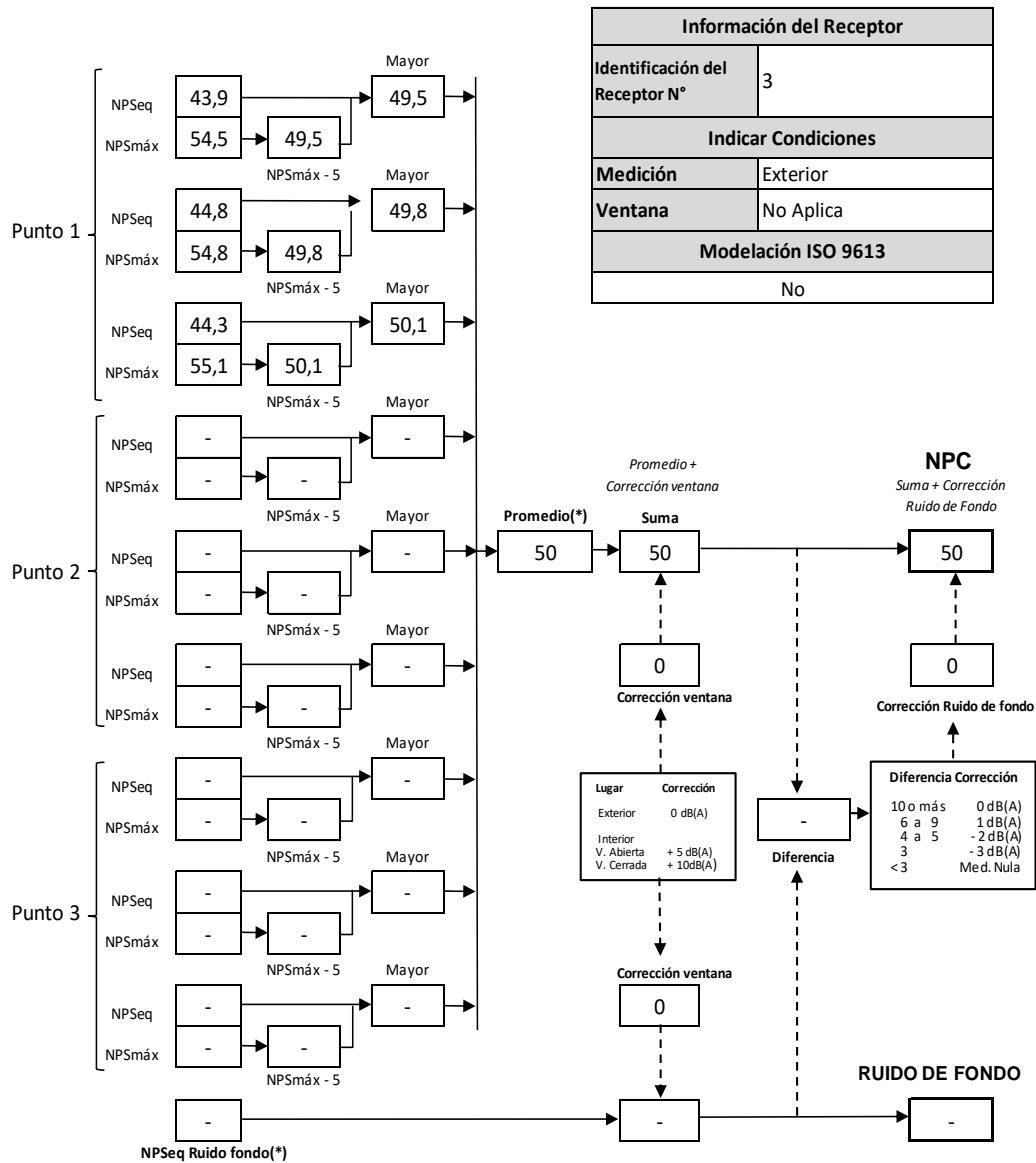 Información del Receptor
Identificación del Receptor N° 3
Indicar Condiciones
Medición Exterior
Ventana No Aplica
Modelación ISO 9613
No
Punto 1
Mayor
NPSeq 43,9 49,5
NPSmáx 54,5 49,5
NPSmáx - 5
Mayor
NPSeq 44,8 49,8
NPSmáx 54,8 49,8
NPSmáx - 5
Mayor
NPSeq 44,3 50,1
NPSmáx 55,1 50,1
NPSmáx - 5
Punto 2
Mayor
NPSeq - -
NPSmáx - -
NPSmáx - 5
Mayor
NPSeq - -
NPSmáx - -
NPSmáx - 5
Mayor
NPSeq - -
NPSmáx - -
NPSmáx - 5
Punto 3
Mayor
NPSeq - -
NPSmáx - -
NPSmáx - 5
Mayor
NPSeq - -
NPSmáx - -
NPSmáx - 5
Mayor
NPSeq - -
NPSmáx - -
NPSmáx - 5
-
NPSeq Ruido fondo(*)
Promedio(*)
50
Promedio +
Corrección ventana
Suma
50
0
Corrección ventana
Lugar Corrección
Exterior 0 dB(A)
Interior
V. Abierta + 5 dB(A)
V. Cerrada + 10dB(A)
Corrección ventana
0
-
NPC
Suma + Corrección
Ruido de Fondo
50
0
Corrección Ruido de fondo
Diferencia Corrección
10 o más 0 dB(A)
6 a 9 1 dB(A)
4 a 5 - 2 dB(A)
3 - 3 dB(A)
< 3 Med. Nula
-
Diferencia
RUIDO DE FONDO
-